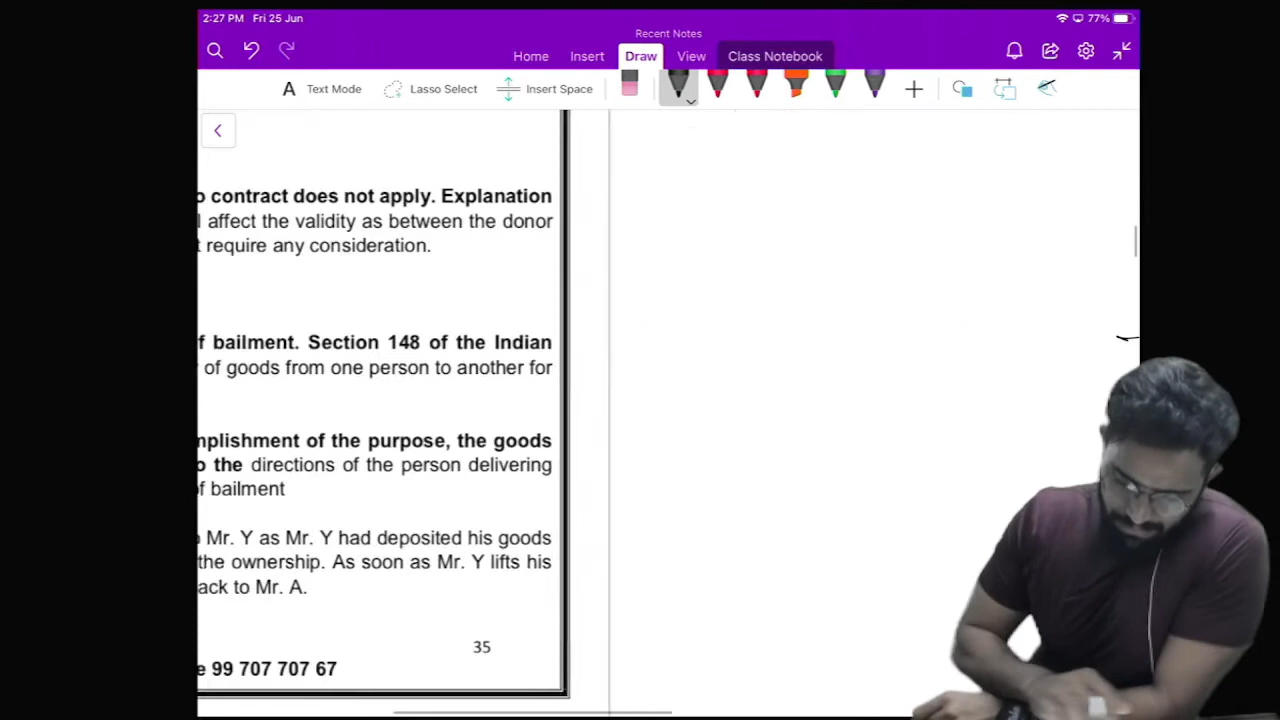 2:27 PM Fri 25 Jun
77%
Recent Notes
Home Insert Draw View Class Notebook
A Text Mode Lasso Select Insert Space
o contract does not apply. Explanation
l affect the validity as between the donor
t require any consideration.
f bailment. Section 148 of the Indian
y of goods from one person to another for
mplishment of the purpose, the goods
o the directions of the person delivering
of bailment
o Mr. Y as Mr. Y had deposited his goods
the ownership. As soon as Mr. Y lifts his
ack to Mr. A.
35
e 99 707 707 67